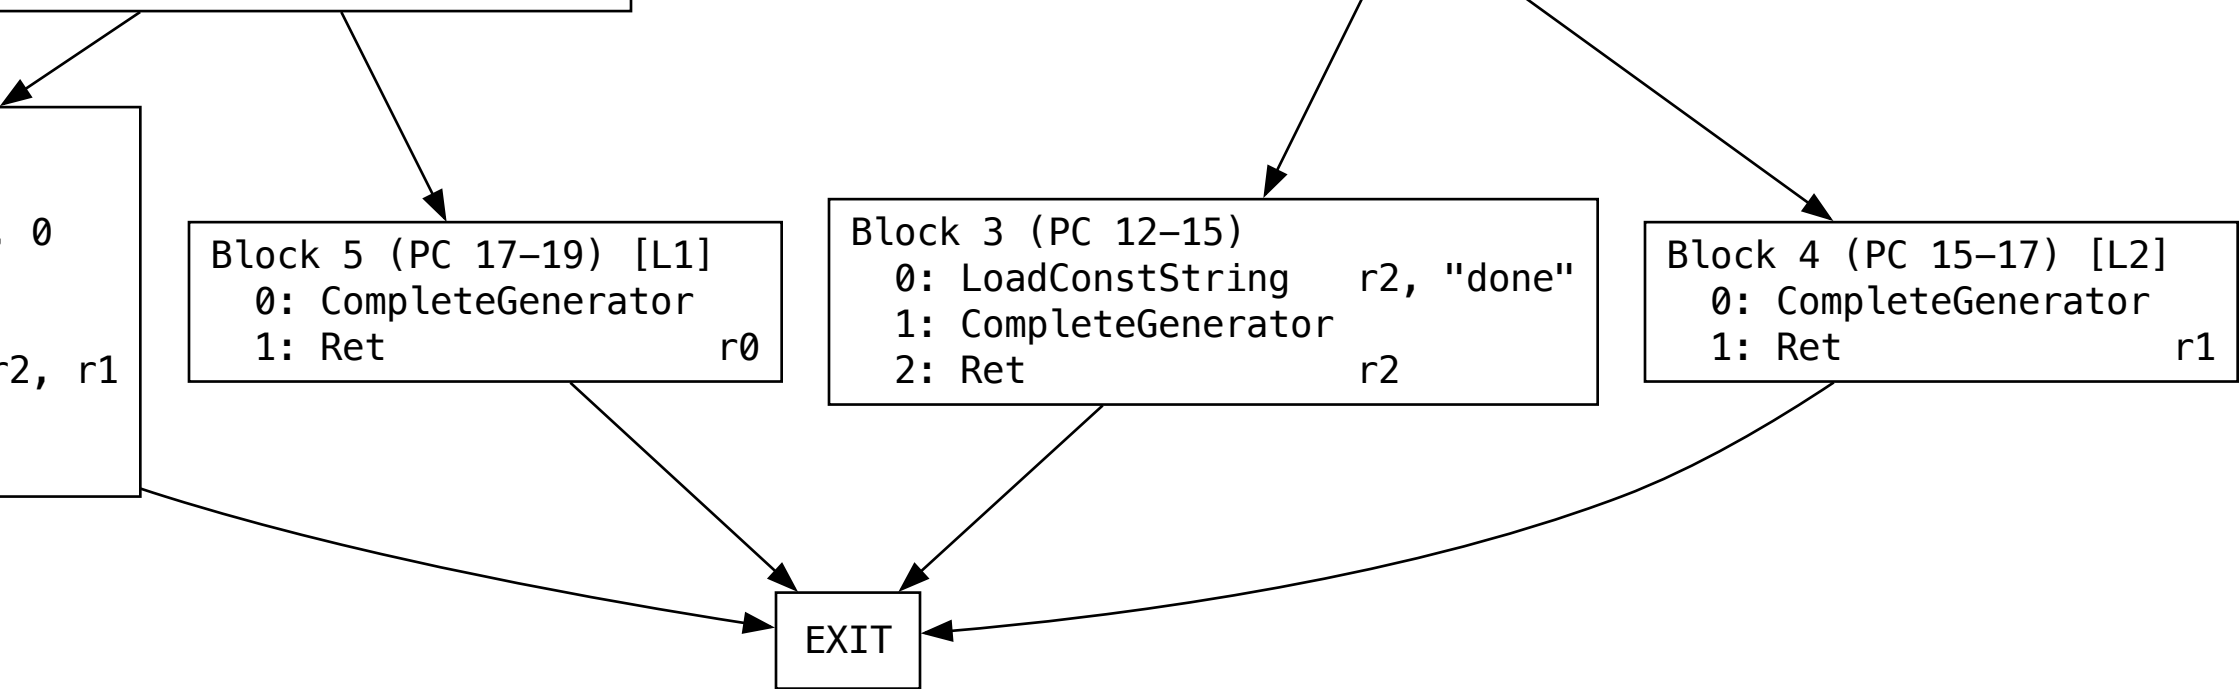 , 0
r2, r1
Block 5 (PC 17–19) [L1]
0: CompleteGenerator
1: Ret r0
Block 3 (PC 12–15)
0: LoadConstString r2, "done"
1: CompleteGenerator
2: Ret r2
Block 4 (PC 15–17) [L2]
0: CompleteGenerator
1: Ret r1
EXIT